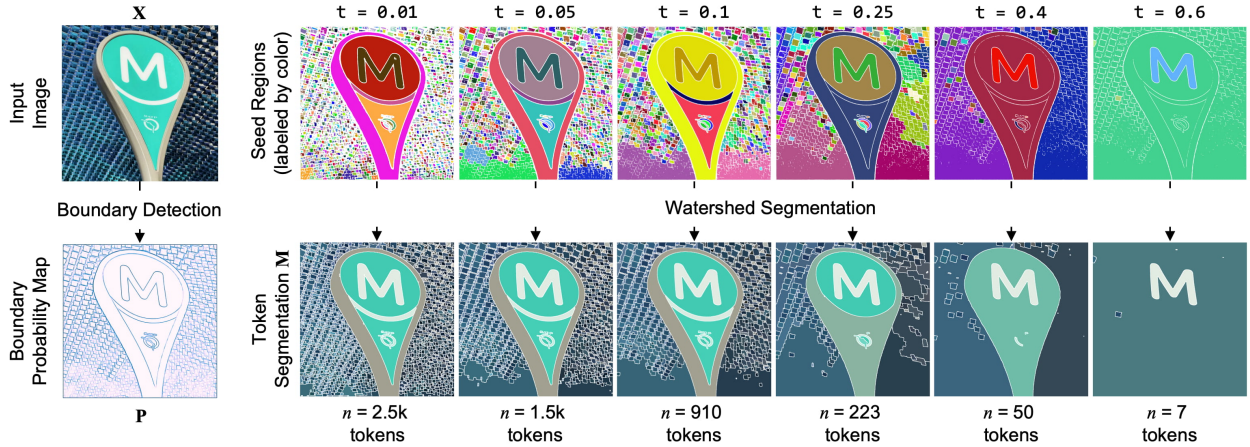 X
t = 0.01
t = 0.05
t = 0.1
t = 0.25
t = 0.4
t = 0.6
Input
Image
M
Seed Regions
(labeled by color)
M
M
M
M
M
M
Boundary Detection
Watershed Segmentation
Boundary
Probability Map
M
Token
Segmentation M
M
M
M
M
M
M
P
n = 2.5k
tokens
n = 1.5k
tokens
n = 910
tokens
n = 223
tokens
n = 50
tokens
n = 7
tokens